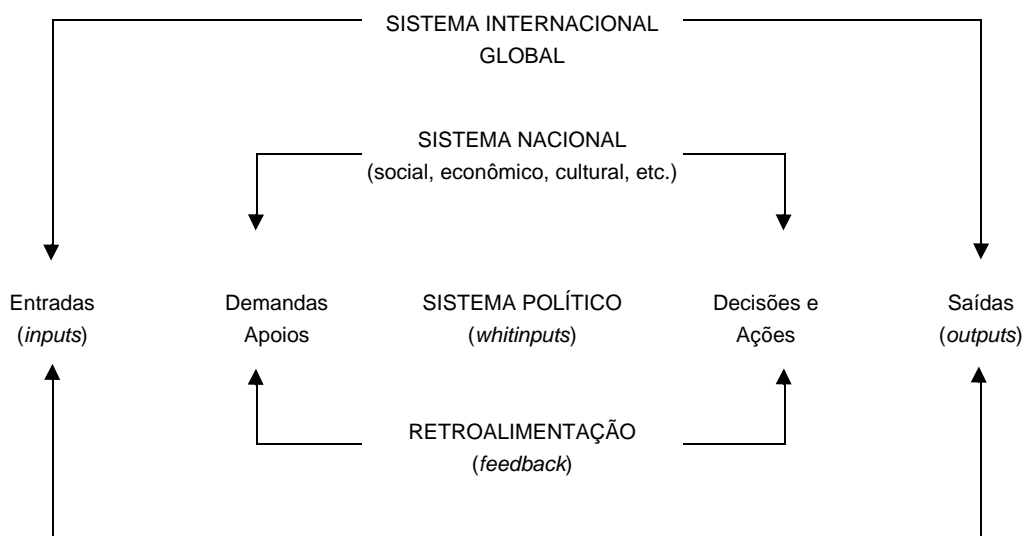 SISTEMA INTERNACIONAL
GLOBAL
SISTEMA NACIONAL
(social, econômico, cultural, etc.)
Entradas
(inputs)
Demandas
Apoios
SISTEMA POLÍTICO
(whitinputs)
Decisões e
Ações
Saídas
(outputs)
RETROALIMENTAÇÃO
(feedback)